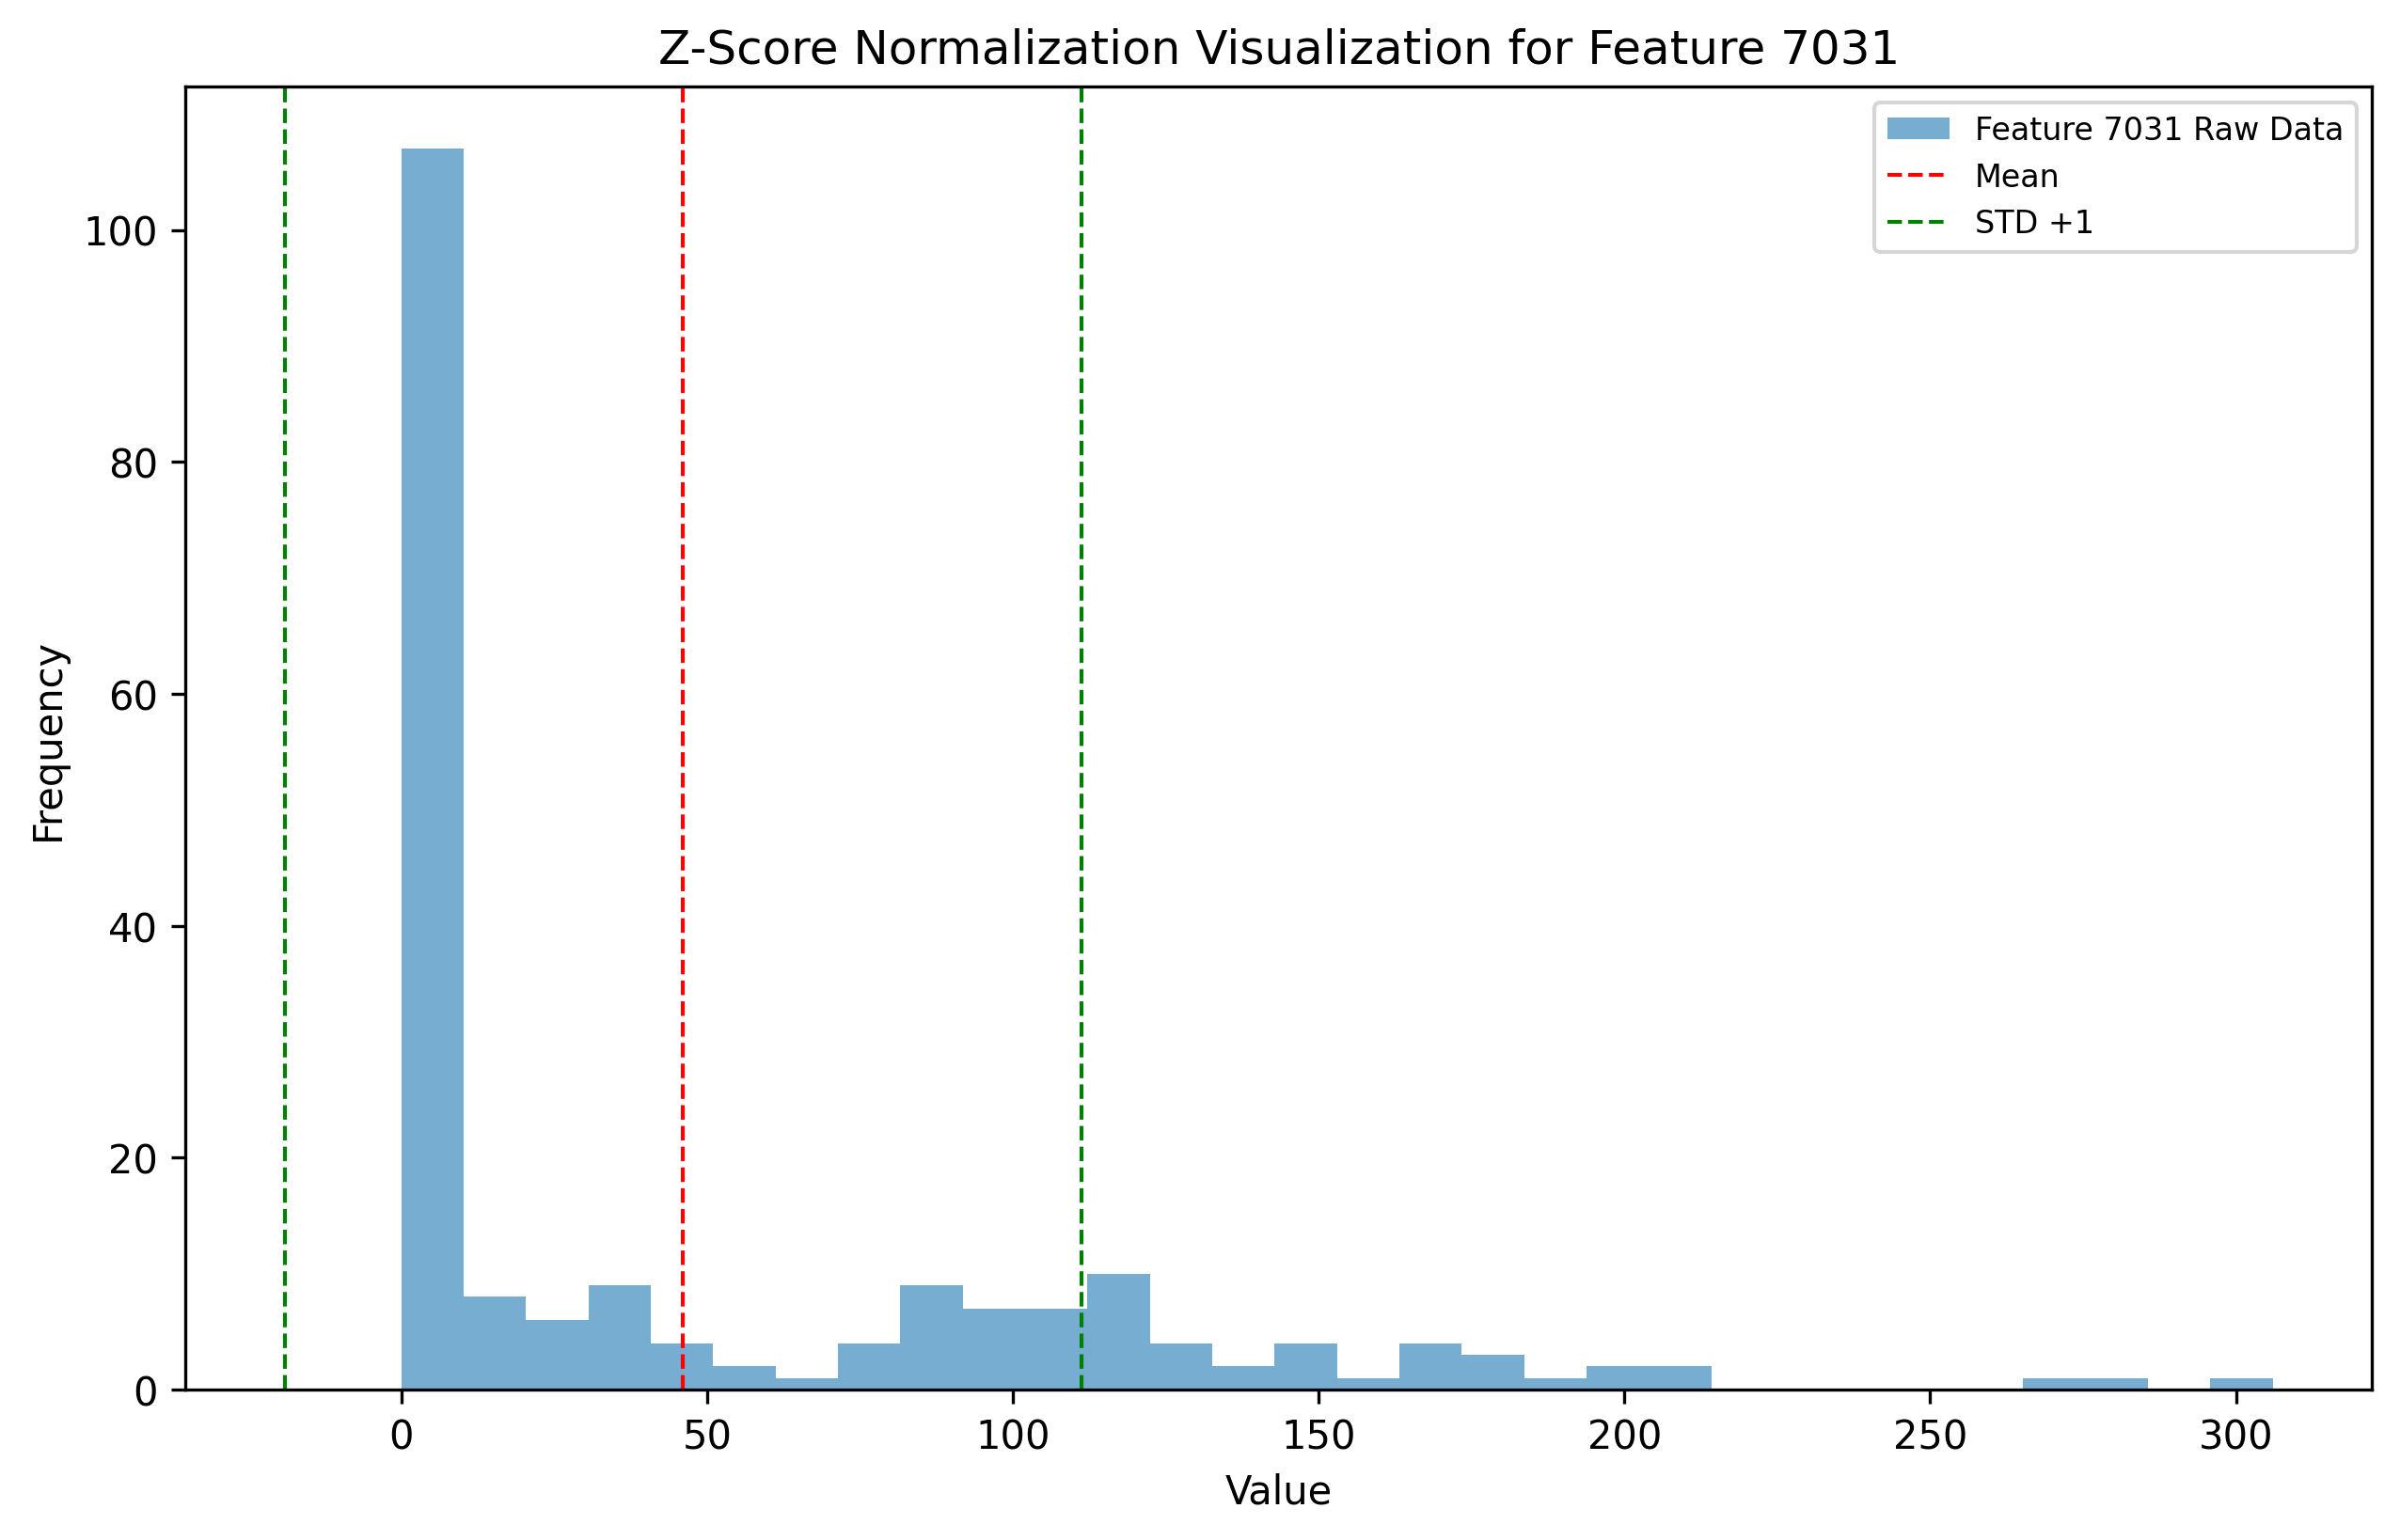 Z-Score Normalization Visualization for Feature 7031
Feature 7031 Raw Data
Mean
STD +1
100
80
60
40
20
0
Frequency
0 50 100 150 200 250 300
Value